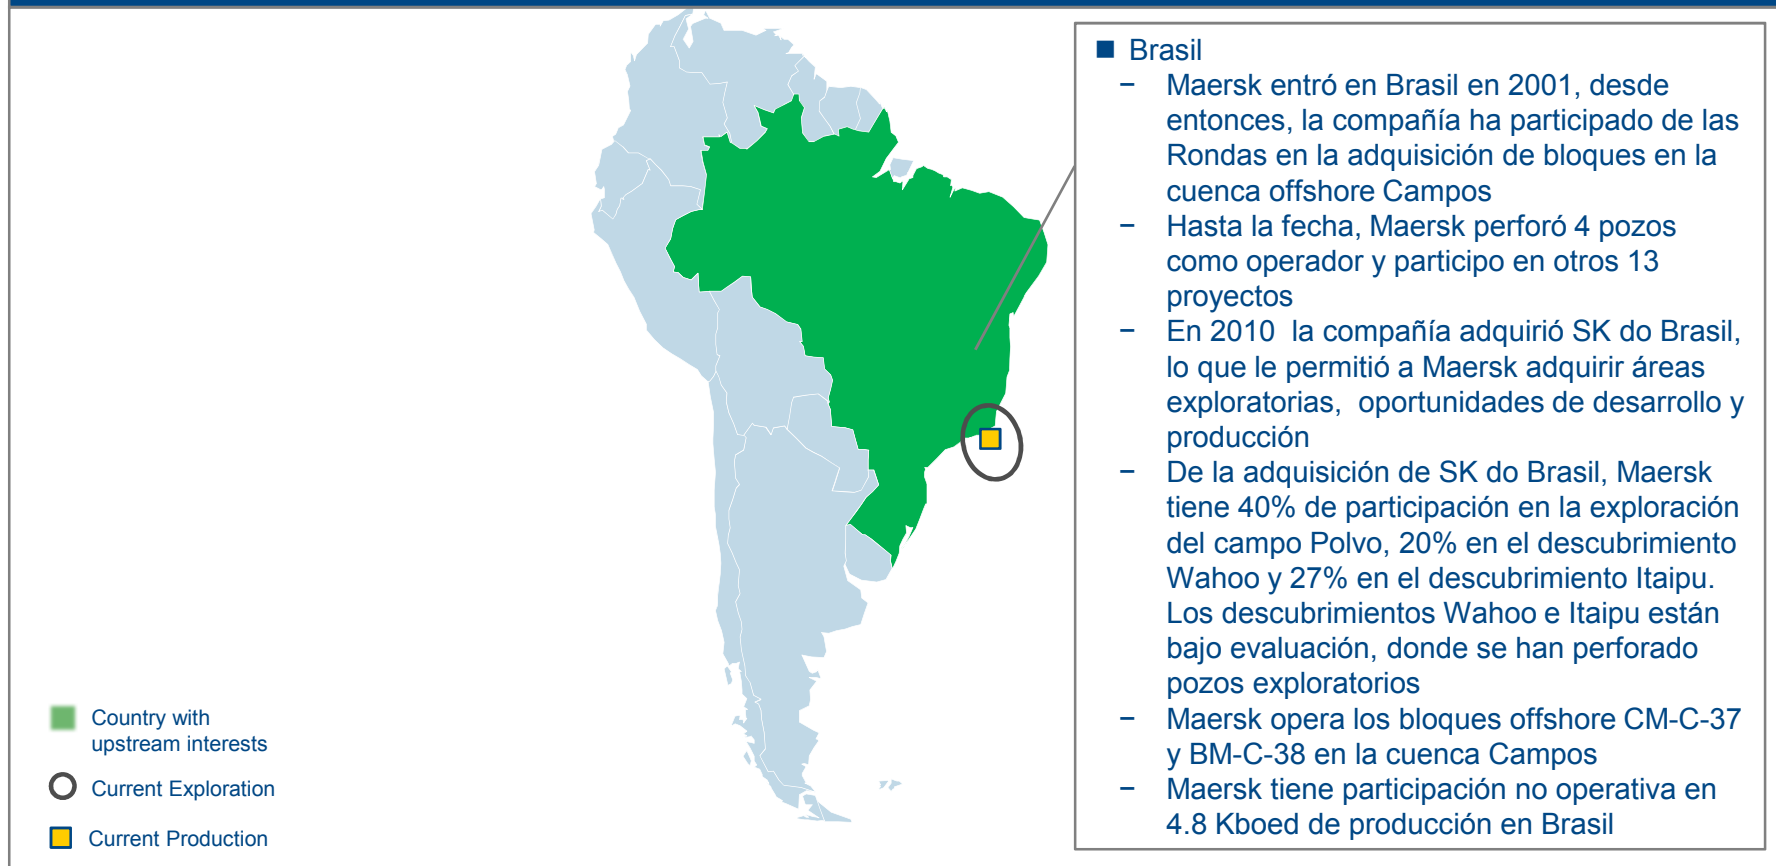 ■ Brasil
− Maersk entró en Brasil en 2001, desde
entonces, la compañía ha participado de las
Rondas en la adquisición de bloques en la
cuenca offshore Campos
− Hasta la fecha, Maersk perforó 4 pozos
como operador y participo en otros 13
proyectos
− En 2010 la compañía adquirió SK do Brasil,
lo que le permitió a Maersk adquirir áreas
exploratorias, oportunidades de desarrollo y
producción
− De la adquisición de SK do Brasil, Maersk
tiene 40% de participación en la exploración
del campo Polvo, 20% en el descubrimiento
Wahoo y 27% en el descubrimiento Itaipu.
Los descubrimientos Wahoo e Itaipu están
bajo evaluación, donde se han perforado
pozos exploratorios
− Maersk opera los bloques offshore CM-C-37
y BM-C-38 en la cuenca Campos
− Maersk tiene participación no operativa en
4.8 Kboed de producción en Brasil
Country with
upstream interests
Current Exploration
Current Production